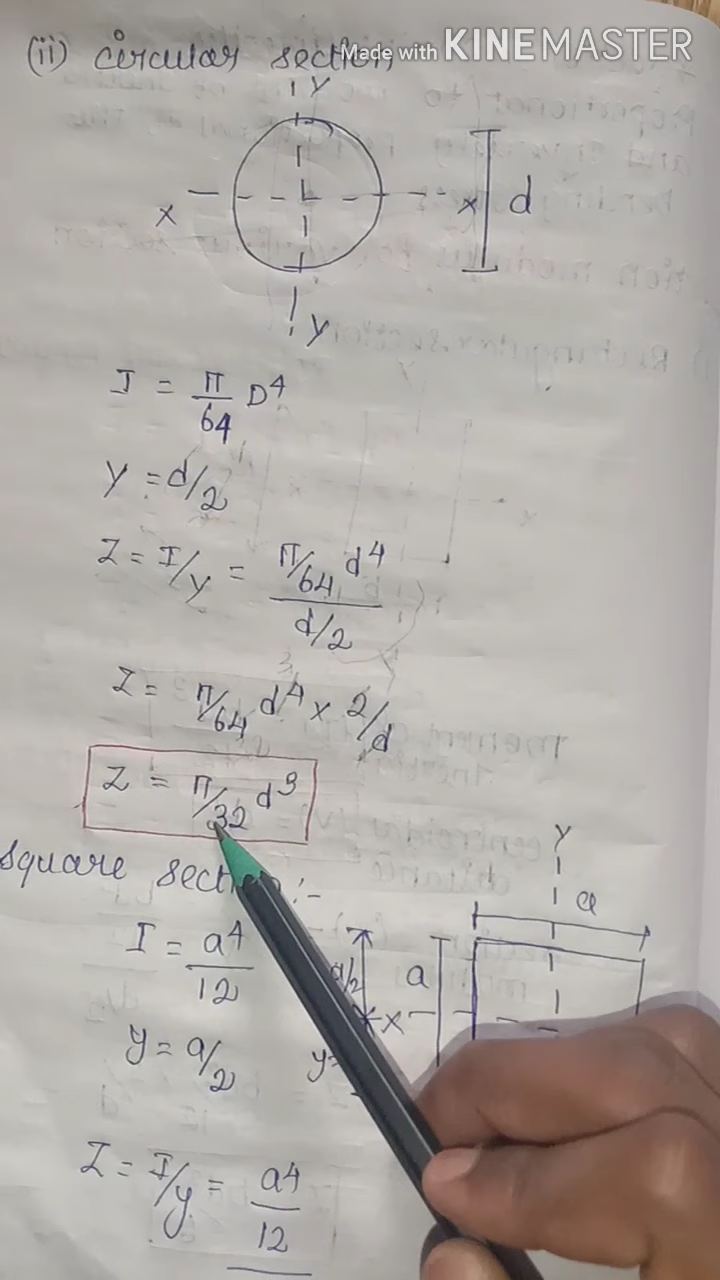 Made with KINEMASTER
(ii) circular section
Y
X
X
d
Y
I = π/64 D4
Y = d/2
Z = I/Y = π/64 d4 / d/2
Z = π/64 d4 x 2/d
Z = π/32 d3
square section :-
Y
a
I = a4/12
a/2
a
X
y = a/2
y=
Z = I/y = a4/12